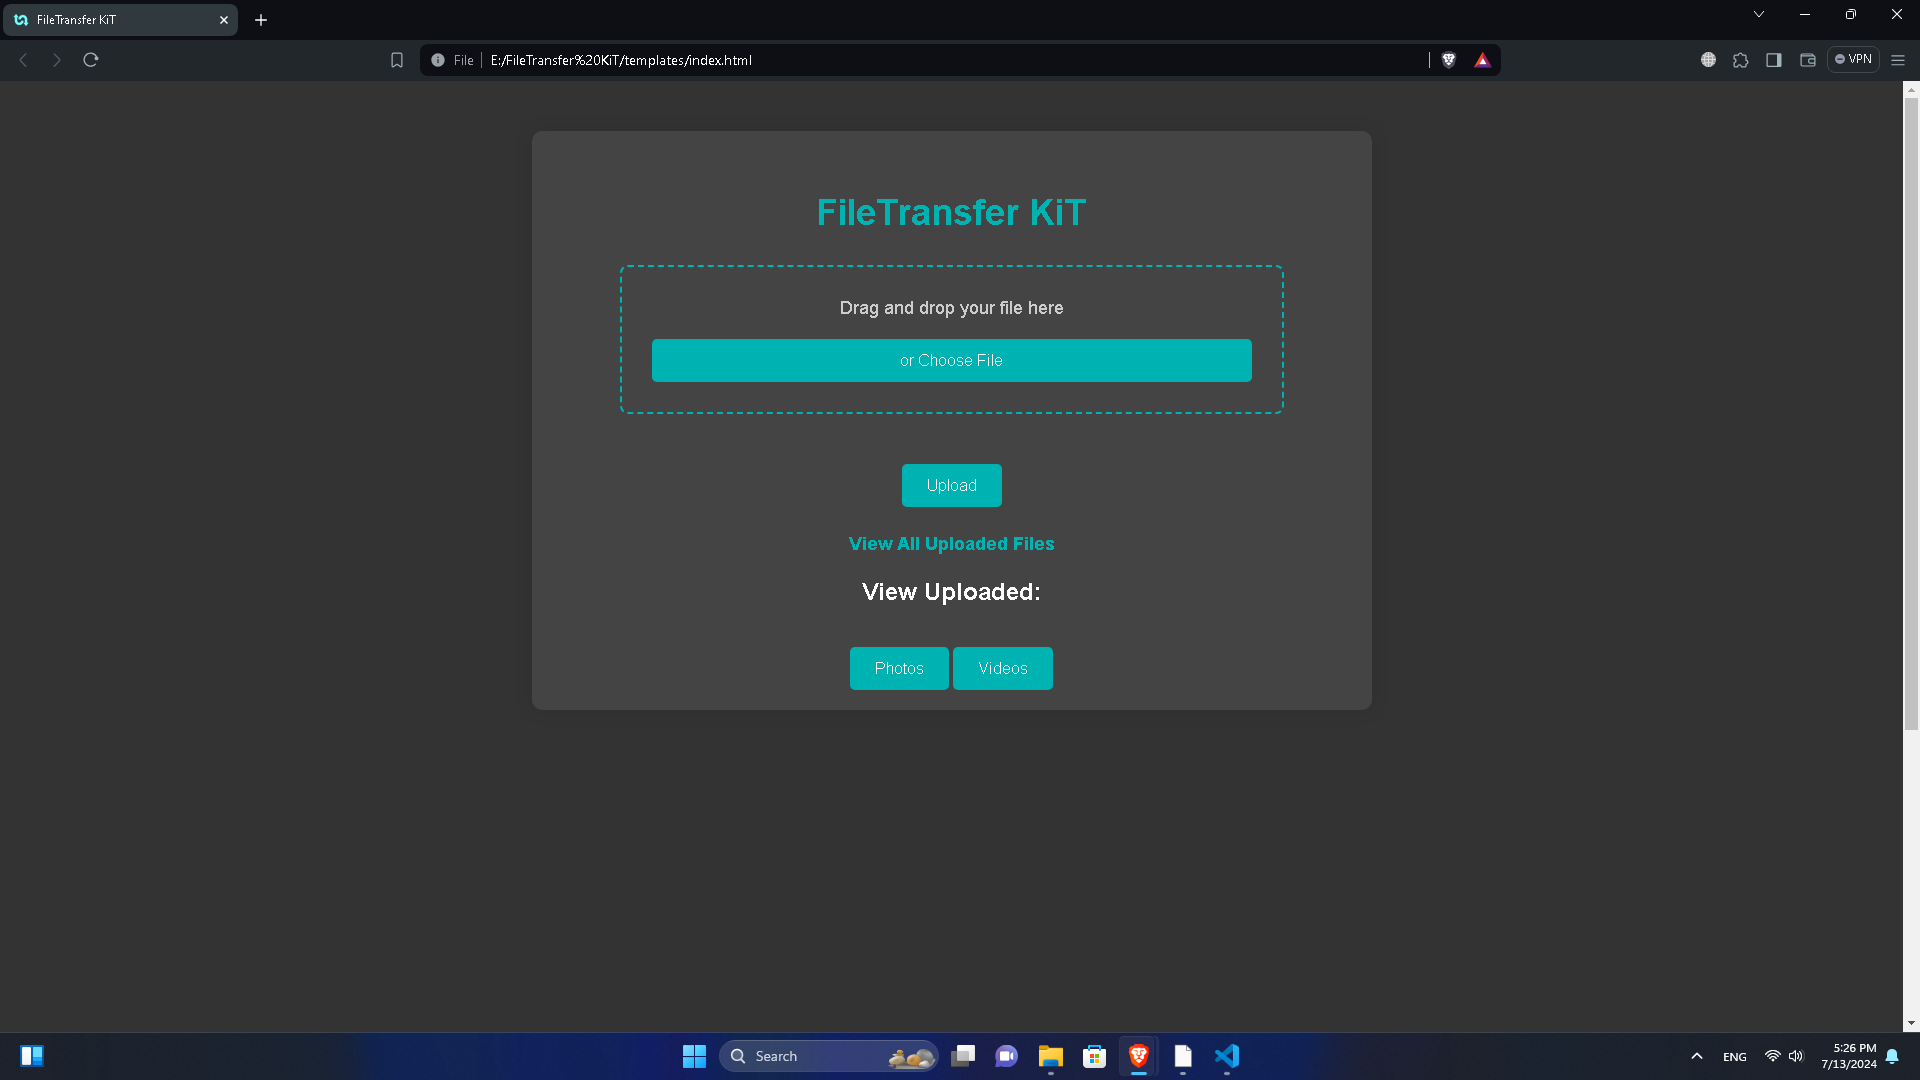 FileTransfer KiT
File
E:/FileTransfer%20KiT/templates/index.html
VPN
FileTransfer KiT
Drag and drop your file here
or Choose File
Upload
View All Uploaded Files
View Uploaded:
Photos
Videos
Search
ENG
5:26 PM
7/13/2024